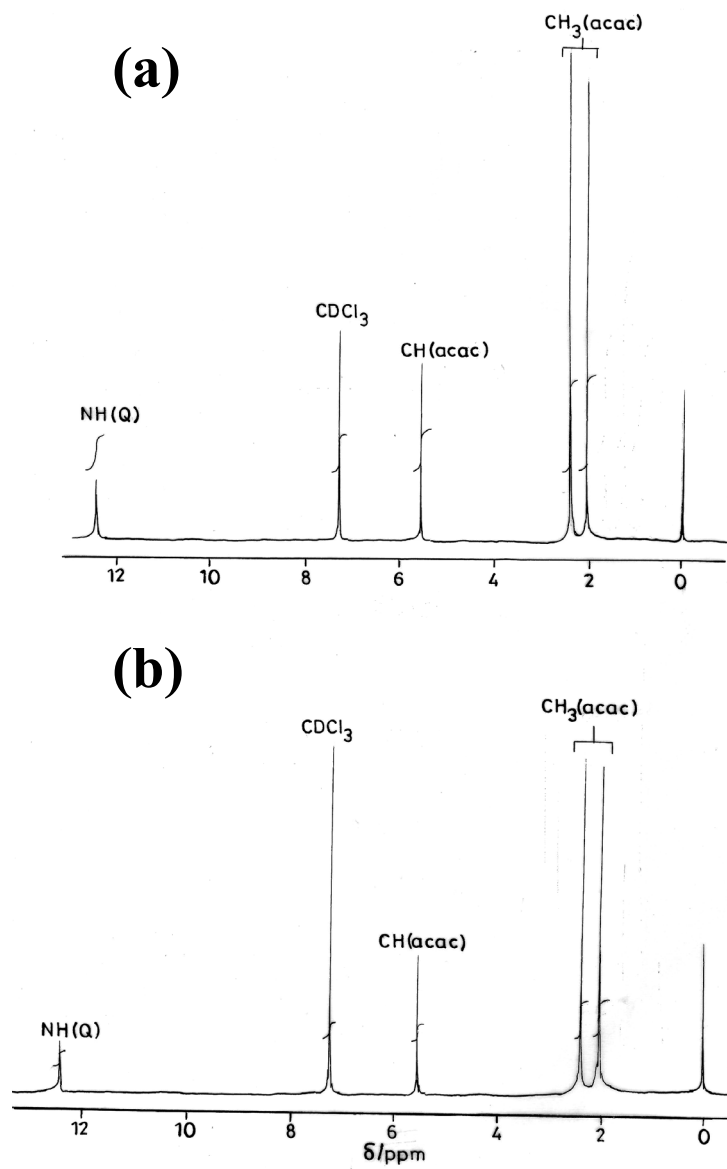 (a)
CH₃(acac)
CDCl₃
CH(acac)
NH(Q)
12 10 8 6 4 2 0
(b)
CH₃(acac)
CDCl₃
CH(acac)
NH(Q)
12 10 8 6 4 2 0
δ/ppm